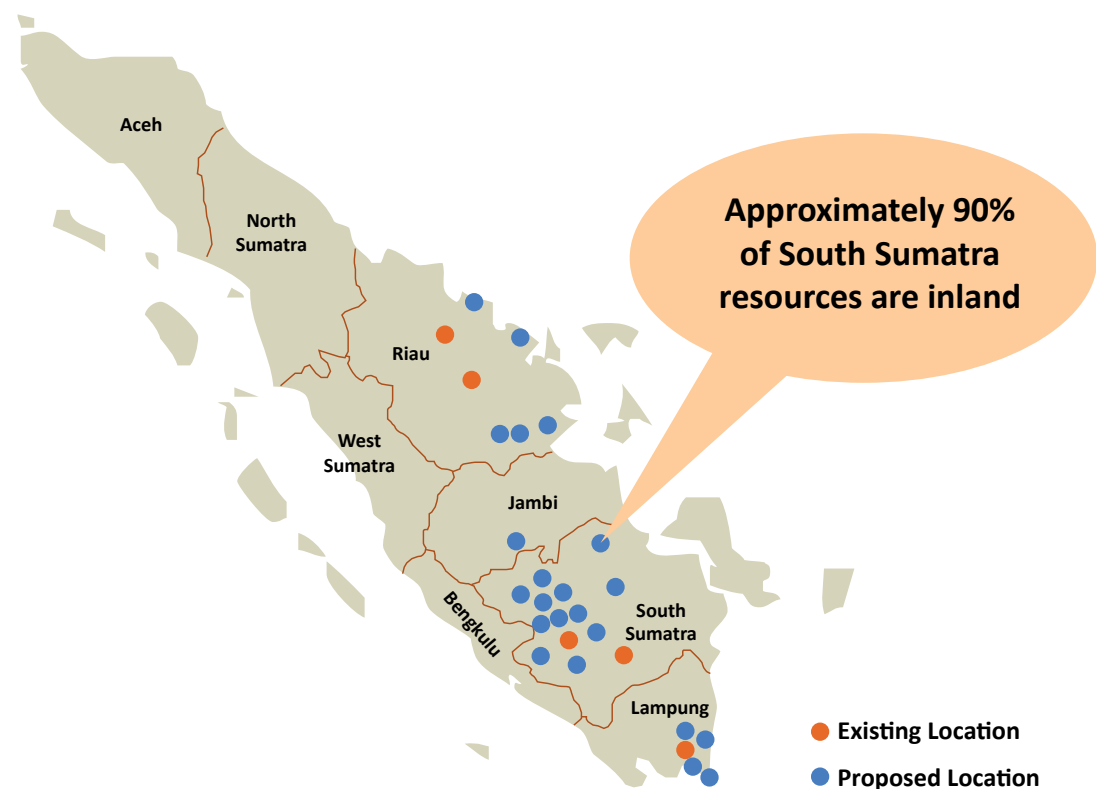 Aceh
North
Sumatra
Approximately 90%
of South Sumatra
resources are inland
Riau
West
Sumatra
Jambi
Bengkulu
South
Sumatra
Lampung
Existing Location
Proposed Location